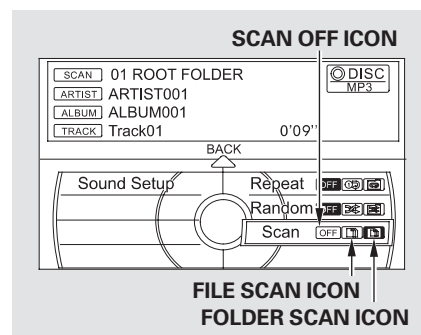 SCAN OFF ICON
SCAN 01 ROOT FOLDER
DISC
MP3
ARTIST ARTIST001
ALBUM ALBUM001
TRACK Track01 0'09"
BACK
Sound Setup
Repeat OFF
Random OFF
Scan OFF
FILE SCAN ICON
FOLDER SCAN ICON